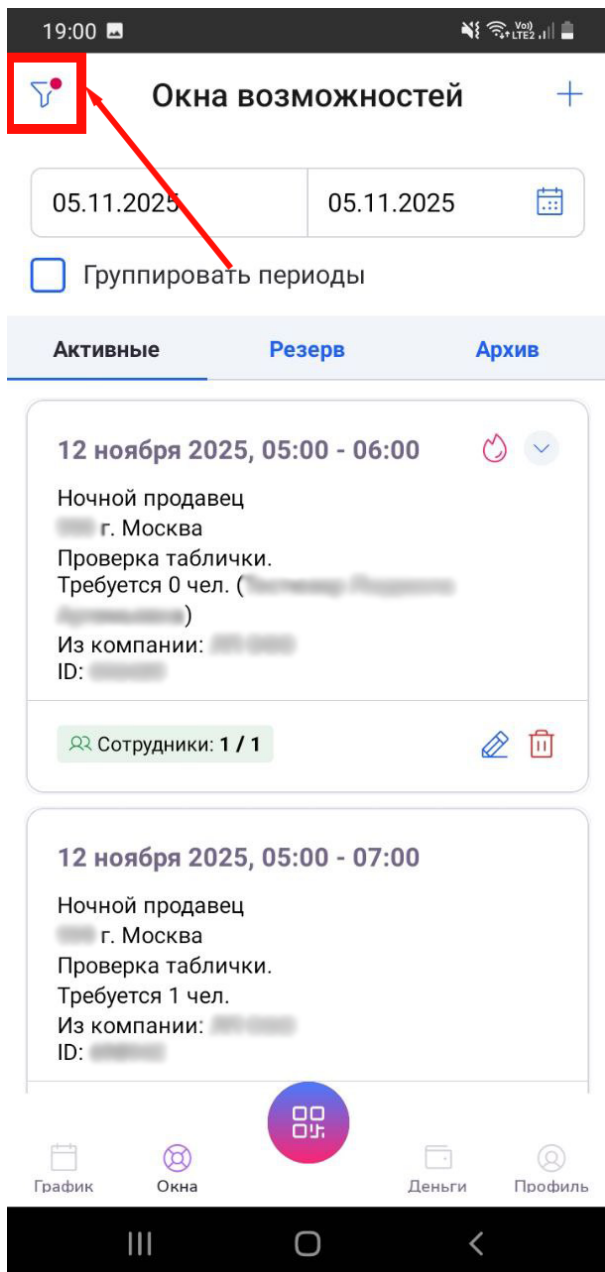 19:00
Vo)) LTE2
Окна возможностей
05.11.2025
05.11.2025
Группировать периоды
Активные
Резерв
Архив
12 ноября 2025, 05:00 - 06:00
Ночной продавец
г. Москва
Проверка таблички.
Требуется 0 чел. (
)
Из компании:
ID:
Сотрудники: 1 / 1
12 ноября 2025, 05:00 - 07:00
Ночной продавец
г. Москва
Проверка таблички.
Требуется 1 чел.
Из компании:
ID:
График
Окна
Деньги
Профиль